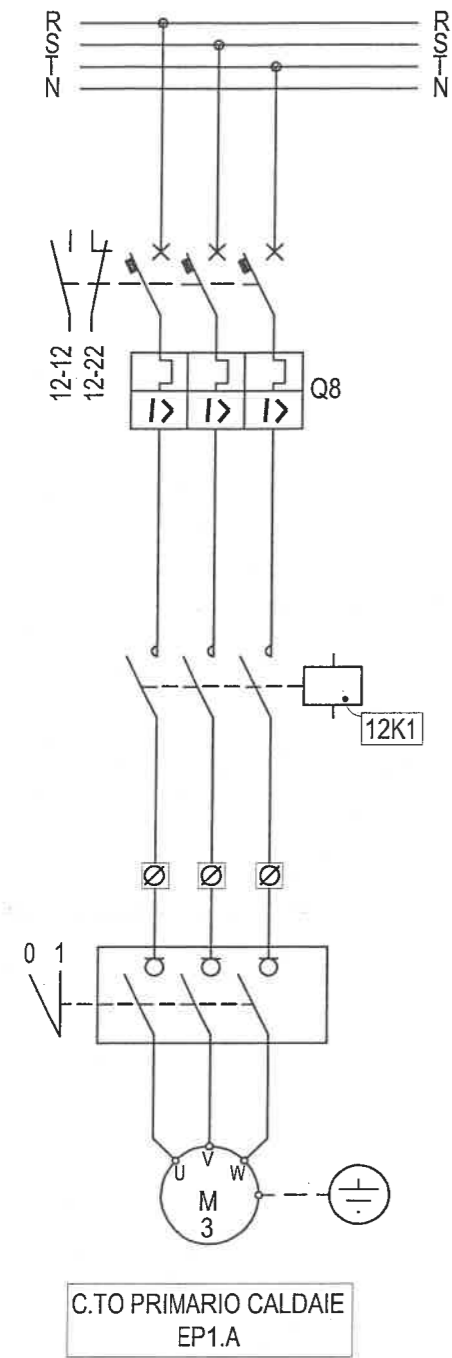 R R
S S
T T
N N
12-12
12-22
Q8
I> I> I>
12K1
0 1
U V W
M
3
C.TO PRIMARIO CALDAIE
EP1.A